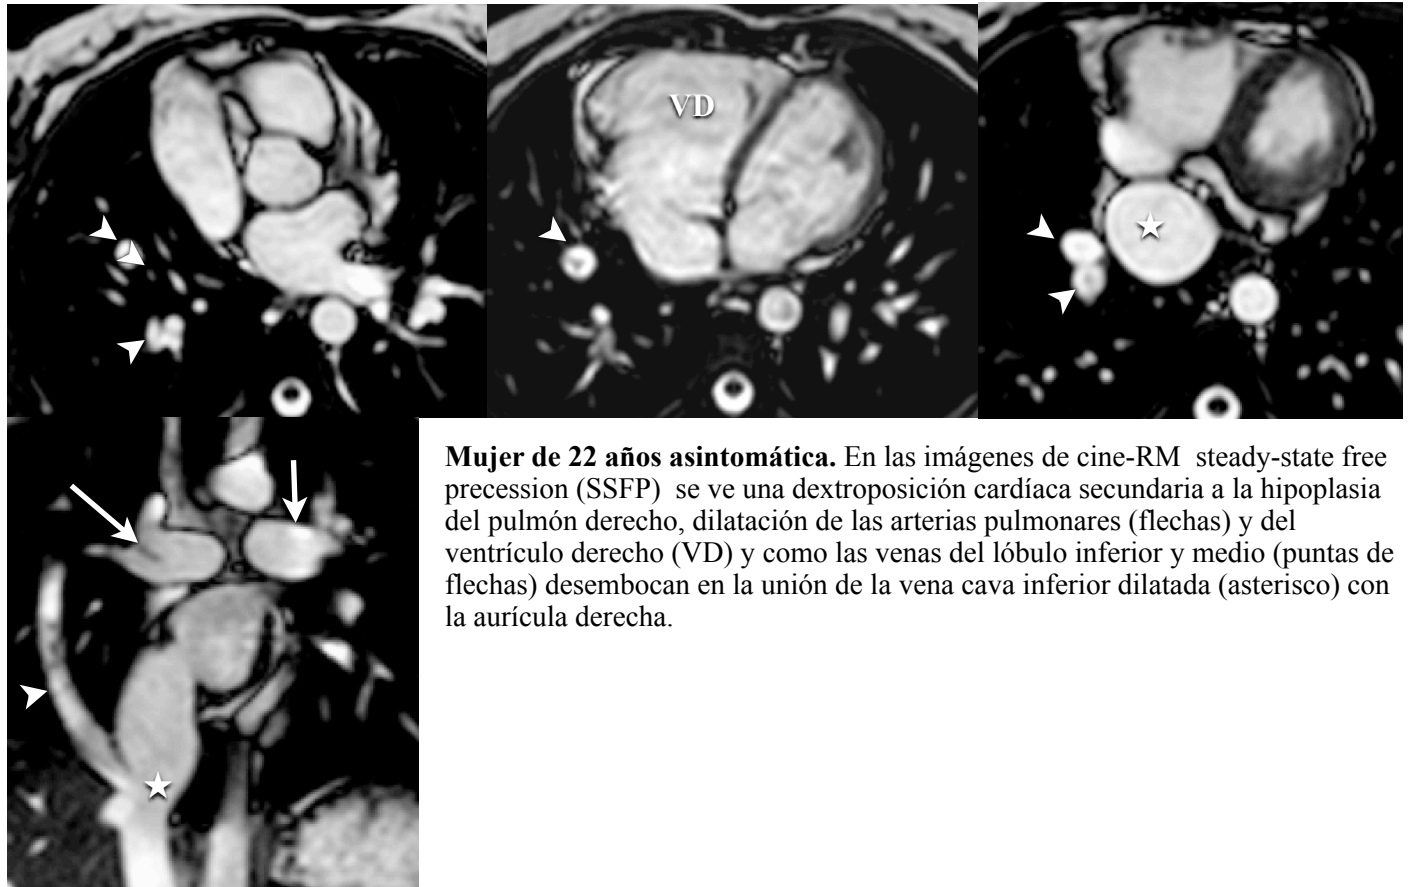 VD
Mujer de 22 años asintomática. En las imágenes de cine-RM steady-state free
precession (SSFP) se ve una dextroposición cardíaca secundaria a la hipoplasia
del pulmón derecho, dilatación de las arterias pulmonares (flechas) y del
ventrículo derecho (VD) y como las venas del lóbulo inferior y medio (puntas de
flechas) desembocan en la unión de la vena cava inferior dilatada (asterisco) con
la aurícula derecha.